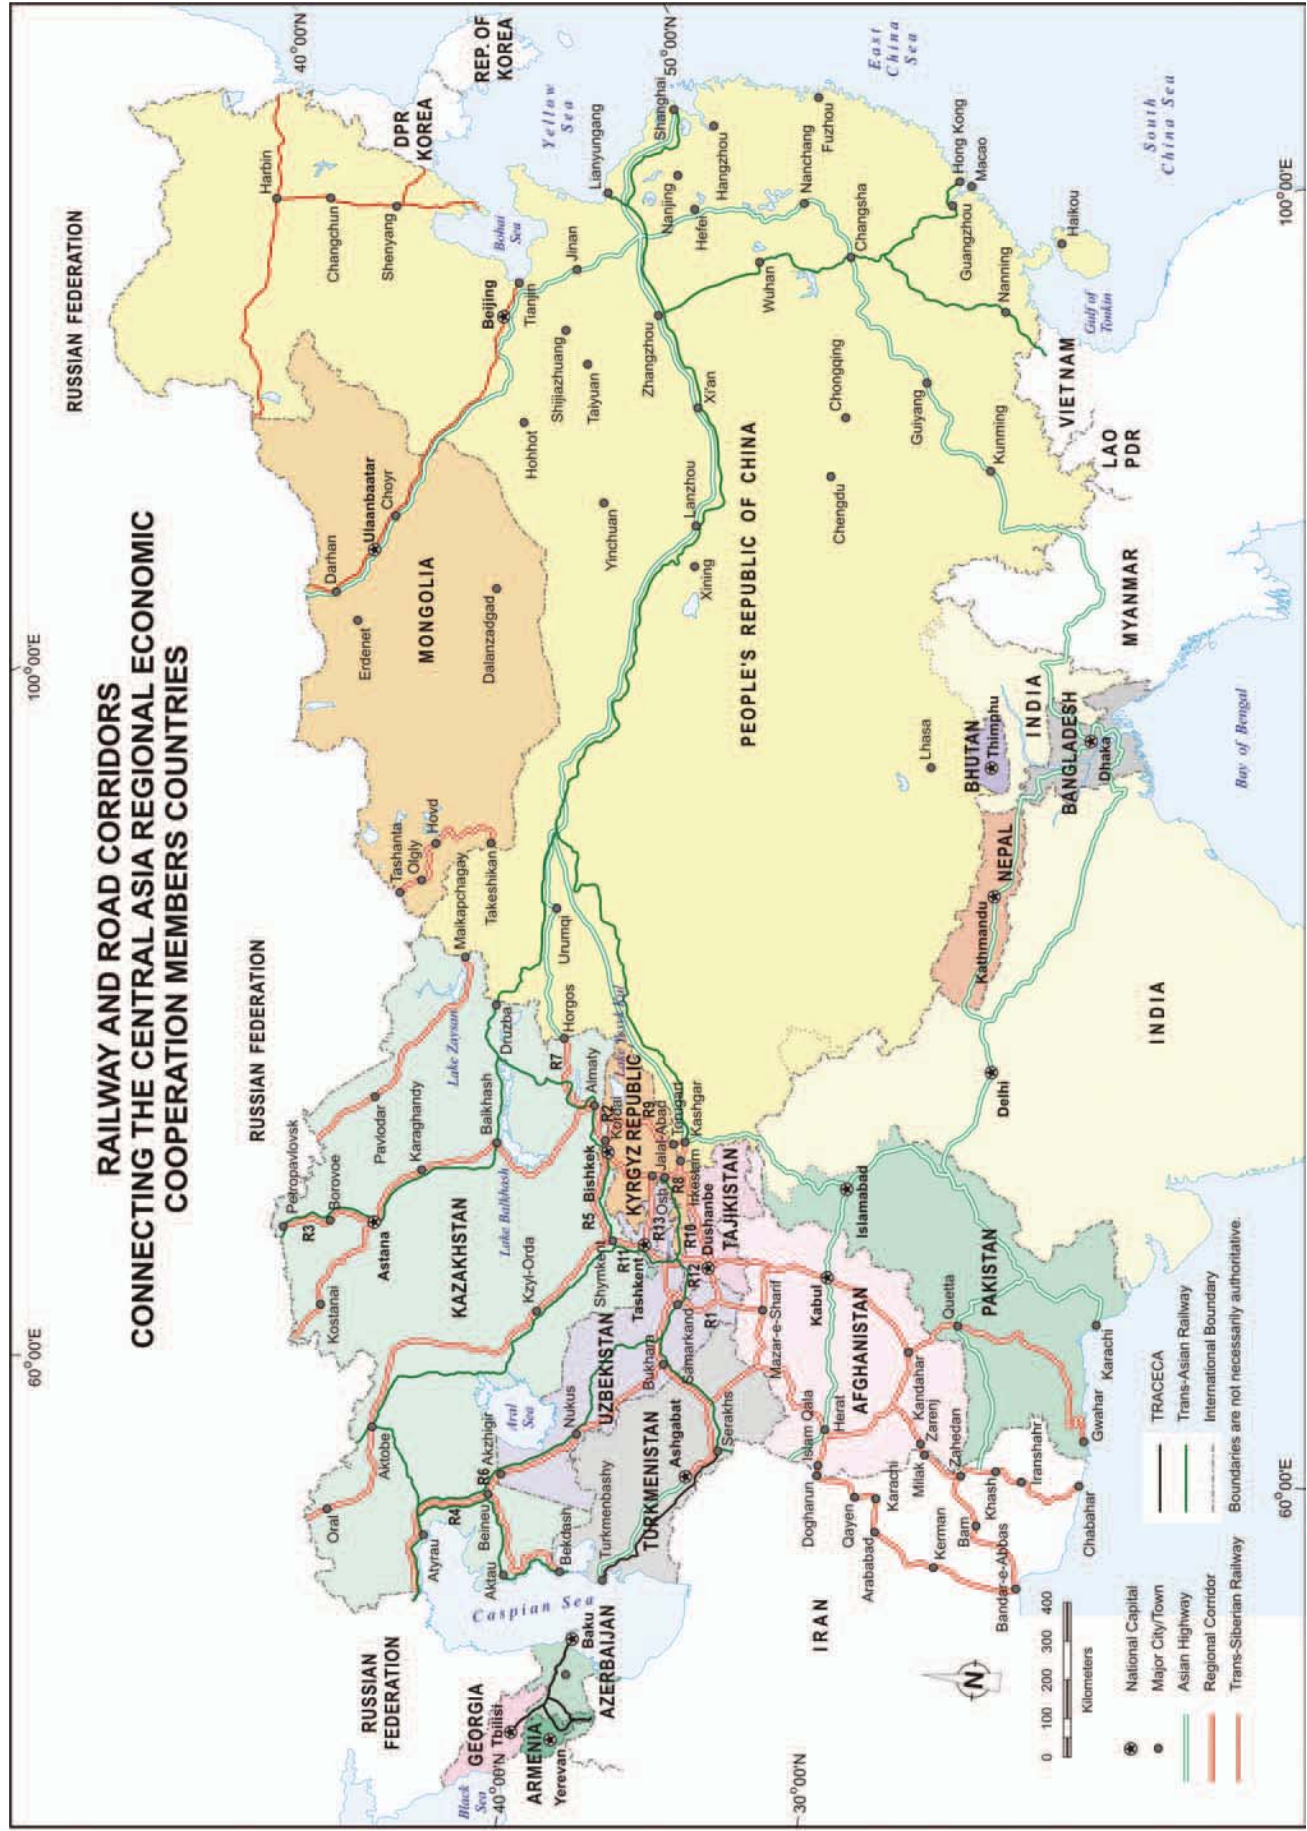 RAILWAY AND ROAD CORRIDORS
CONNECTING THE CENTRAL ASIA REGIONAL ECONOMIC
COOPERATION MEMBERS COUNTRIES
60°00'E
100°00'E
40°00'N
50°00'N
RUSSIAN FEDERATION
RUSSIAN FEDERATION
RUSSIAN
FEDERATION
Black
Sea
GEORGIA
Tbilisi
40°00'N
ARMENIA
Yerevan
AZERBAIJAN
Baku
Caspian Sea
Oral
Aktobe
Atyrau
R4
Beineu
R6
Akzhigir
Aktau
Bekdash
Turkmenbashy
Aral
Sea
Nukus
Kostanai
Petropavlovsk
R3
Borovoe
Astana
Pavlodar
Karaghandy
KAZAKHSTAN
Kzyl-Orda
Lake Balkhash
Balkhash
Lake Zaysan
Druzba
Maikapchagay
Horgos
R7
Almaty
R2
Kordai
Bishkek
R5
Shymkent
R11
Tashkent
KYRGYZ REPUBLIC
Lake Yssyk Kul
R9
Jalal-Abad
Torugart
Kashgar
R13
Osh
R8
Irkestam
R10
Dushanbe
R12
TAJIKISTAN
R1
UZBEKISTAN
Bukhara
Samarkand
TURKMENISTAN
Ashgabat
Serakhs
Mazar-e-Sharif
Kabul
AFGHANISTAN
Islam Qala
Herat
Kandahar
Zarenj
Dogharun
Qayen
Karachi
Milak
Arababad
Kerman
Zahedan
Bam
Khash
Iranshahr
Bandar-e-Abbas
Chabahar
IRAN
30°00'N
Islamabad
Quetta
PAKISTAN
Karachi
Gwahar
Delhi
INDIA
Kathmandu
NEPAL
BHUTAN
Thimphu
INDIA
BANGLADESH
Dhaka
Bay of Bengal
MYANMAR
LAO
PDR
VIETNAM
Tashanta
Olgiy
Hovd
Takeshikan
MONGOLIA
Erdenet
Darhan
Ulaanbaatar
Choyr
Dalanzadgad
Urumqi
PEOPLE'S REPUBLIC OF CHINA
Lhasa
Xining
Lanzhou
Yinchuan
Hohhot
Xi'an
Taiyuan
Shijiazhuang
Beijing
Tianjin
Jinan
Zhangzhou
Chengdu
Chongqing
Guiyang
Kunming
Wuhan
Changsha
Nanchang
Fuzhou
Hefei
Nanjing
Hangzhou
Shanghai
Lianyungang
Nanning
Guangzhou
Hong Kong
Macao
Haikou
Gulf of
Tonkin
Harbin
Changchun
Shenyang
Bohai
Sea
DPR
KOREA
REP. OF
KOREA
Yellow
Sea
East
China
Sea
South
China Sea
N
0 100 200 300 400
Kilometers
National Capital
Major City/Town
Asian Highway
Regional Corridor
Trans-Siberian Railway
TRACECA
Trans-Asian Railway
International Boundary
Boundaries are not necessarily authoritative.
60°00'E
100°00'E